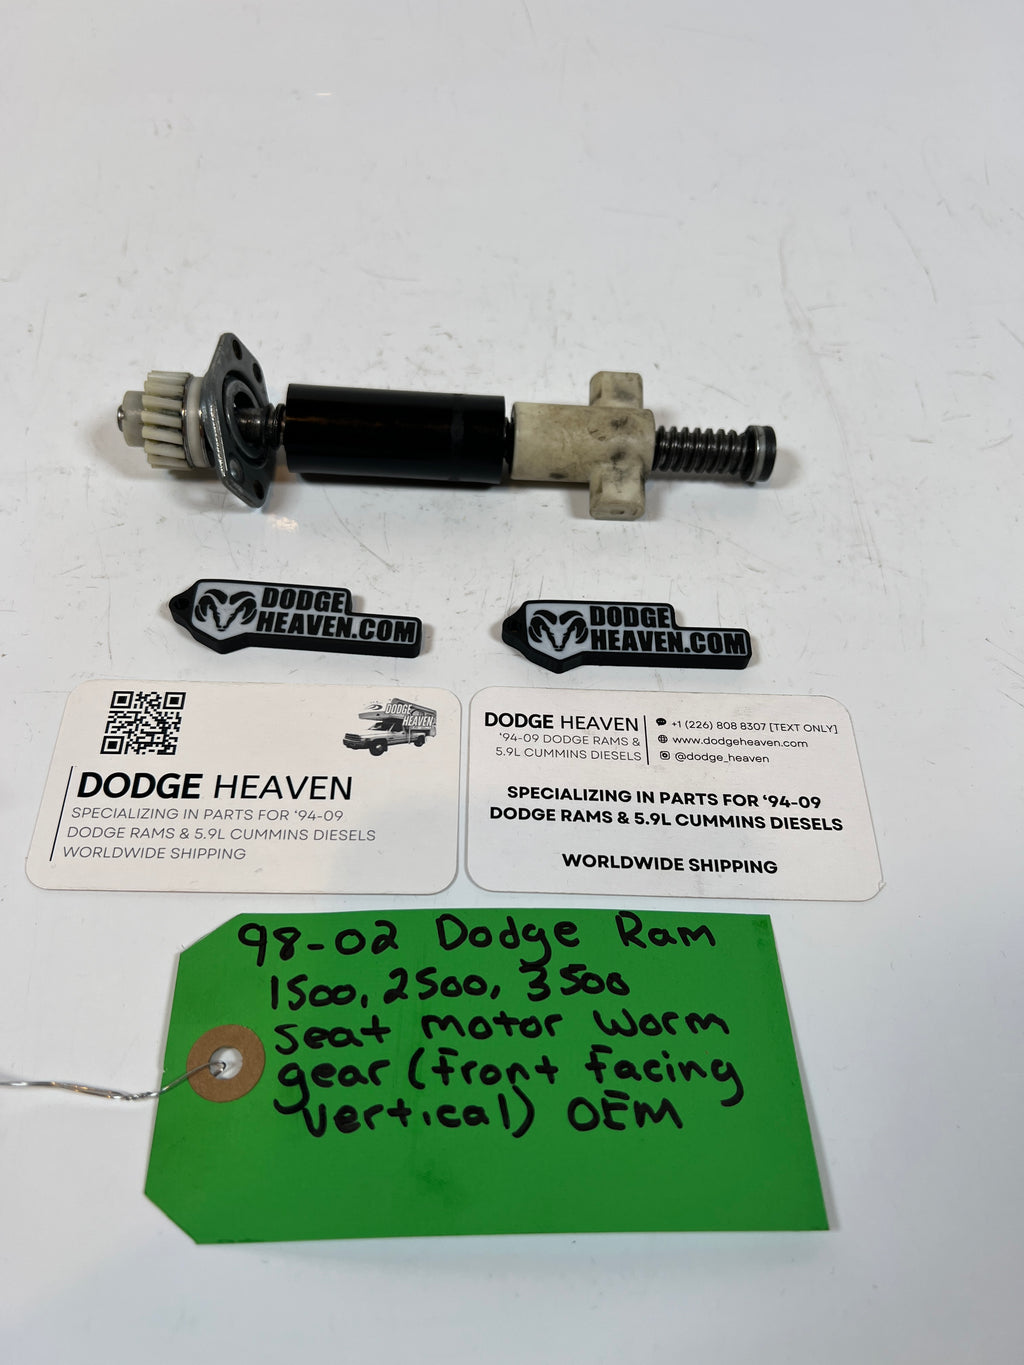 DODGE
HEAVEN.COM
DODGE
HEAVEN.COM
DODGE
HEAVEN
DODGE HEAVEN
SPECIALIZING IN PARTS FOR ‘94-09
DODGE RAMS & 5.9L CUMMINS DIESELS
WORLDWIDE SHIPPING
DODGE HEAVEN
‘94-09 DODGE RAMS &
5.9L CUMMINS DIESELS
+1 (226) 808 8307 [TEXT ONLY]
www.dodgeheaven.com
@dodge_heaven
SPECIALIZING IN PARTS FOR ‘94-09
DODGE RAMS & 5.9L CUMMINS DIESELS
WORLDWIDE SHIPPING
98-02 Dodge Ram
1500, 2500, 3500
seat motor worm
gear (front facing
vertical) OEM